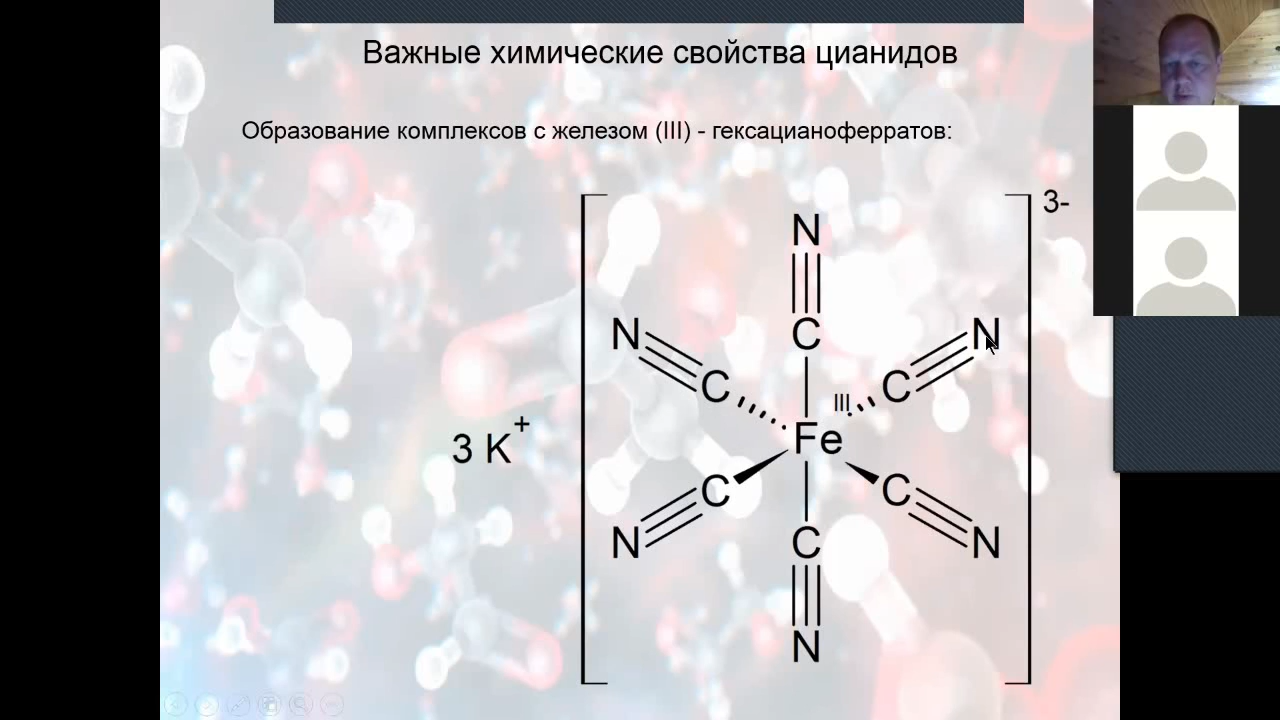 Важные химические свойства цианидов
Образование комплексов с железом (III) - гексацианоферратов:
3-
N
C
N
N
C
C
III
Fe
3 K+
C
C
N
N
C
N